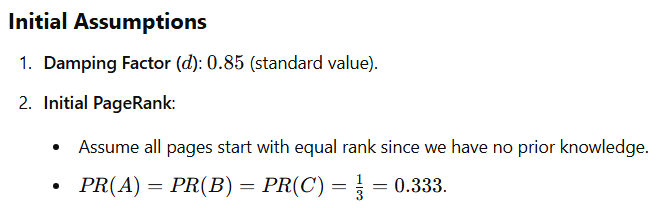 Initial Assumptions
1. Damping Factor (d): 0.85 (standard value).
2. Initial PageRank:
• Assume all pages start with equal rank since we have no prior knowledge.
• PR(A) = PR(B) = PR(C) = 1/3 = 0.333.